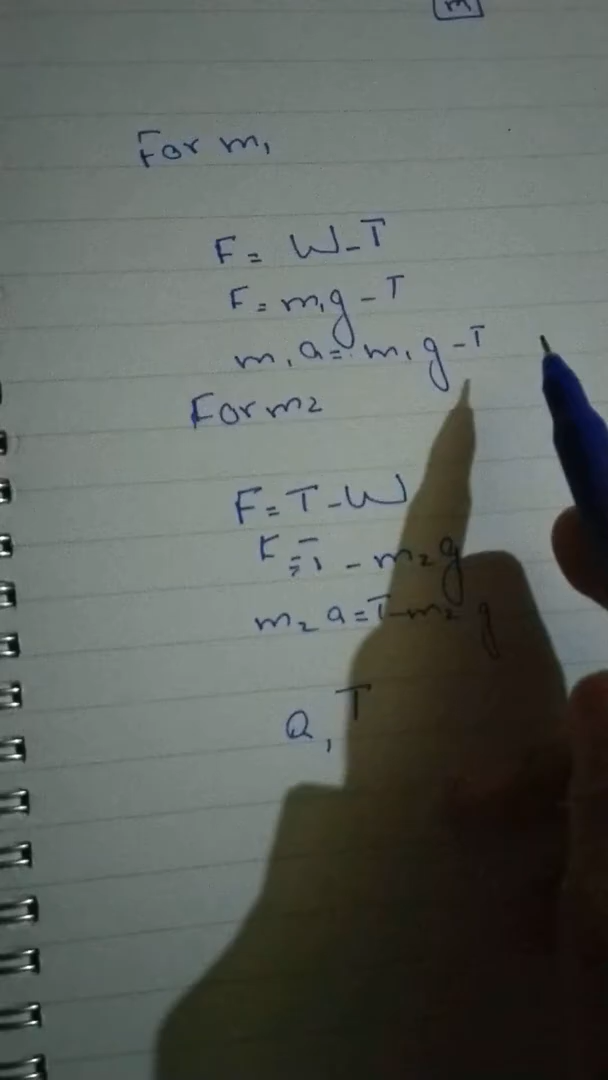 m
For m₁
F = W - T
F = m₁g - T
m₁a = m₁g - T
For m₂
F = T - W
F = T - m₂g
m₂a = T - m₂g
a, T